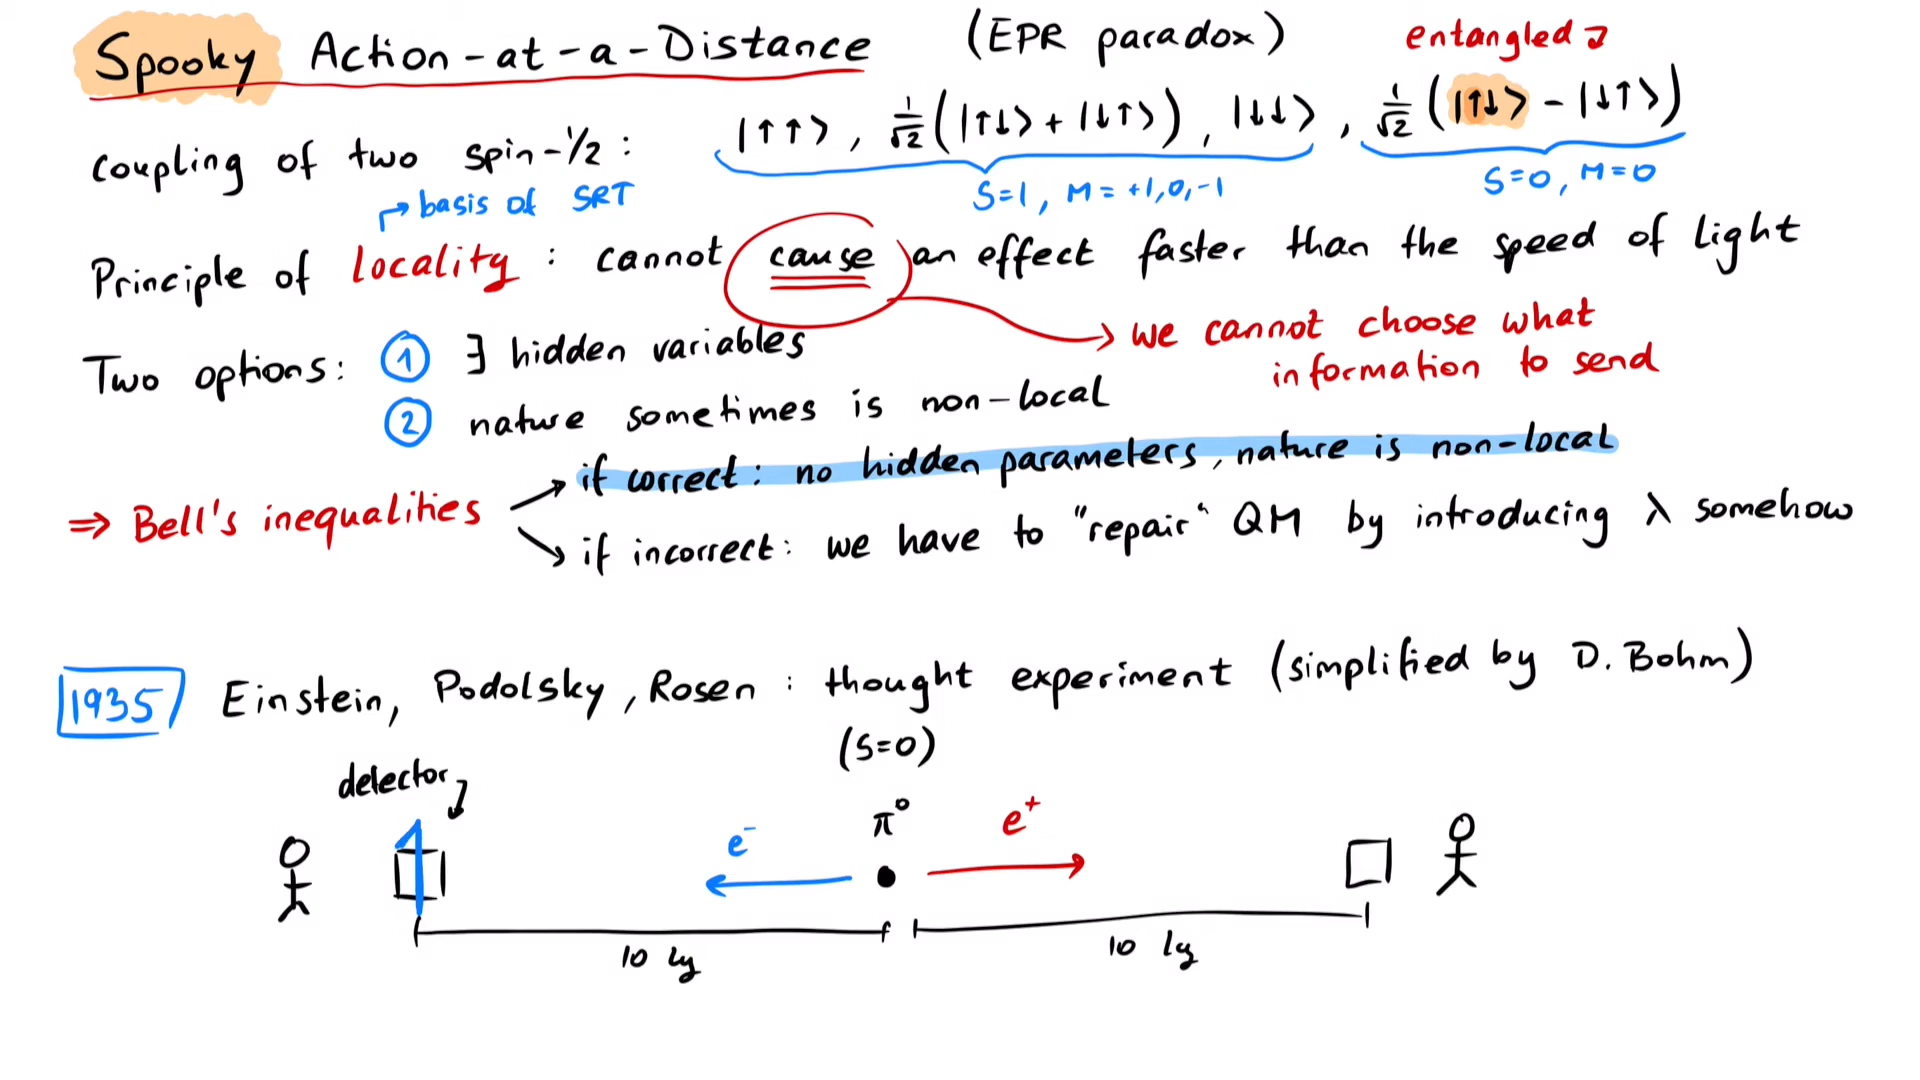 Spooky Action-at-a-Distance (EPR paradox) entangled
coupling of two spin-1/2 : |↑↑⟩ , 1/√2 (|↑↓⟩ + |↓↑⟩) , |↓↓⟩ , 1/√2 (|↑↓⟩ - |↓↑⟩)
S=1, M = +1,0,-1 S=0, M=0
basis of SRT
Principle of locality : cannot cause an effect faster than the speed of light
we cannot choose what
information to send
Two options: 1 ∃ hidden variables
2 nature sometimes is non-local
⇒ Bell's inequalities
if correct: no hidden parameters, nature is non-local
if incorrect: we have to "repair" QM by introducing λ somehow
1935 Einstein, Podolsky, Rosen : thought experiment (simplified by D. Bohm)
(S=0)
detector
e⁻ π⁰ e⁺
10 ly 10 ly